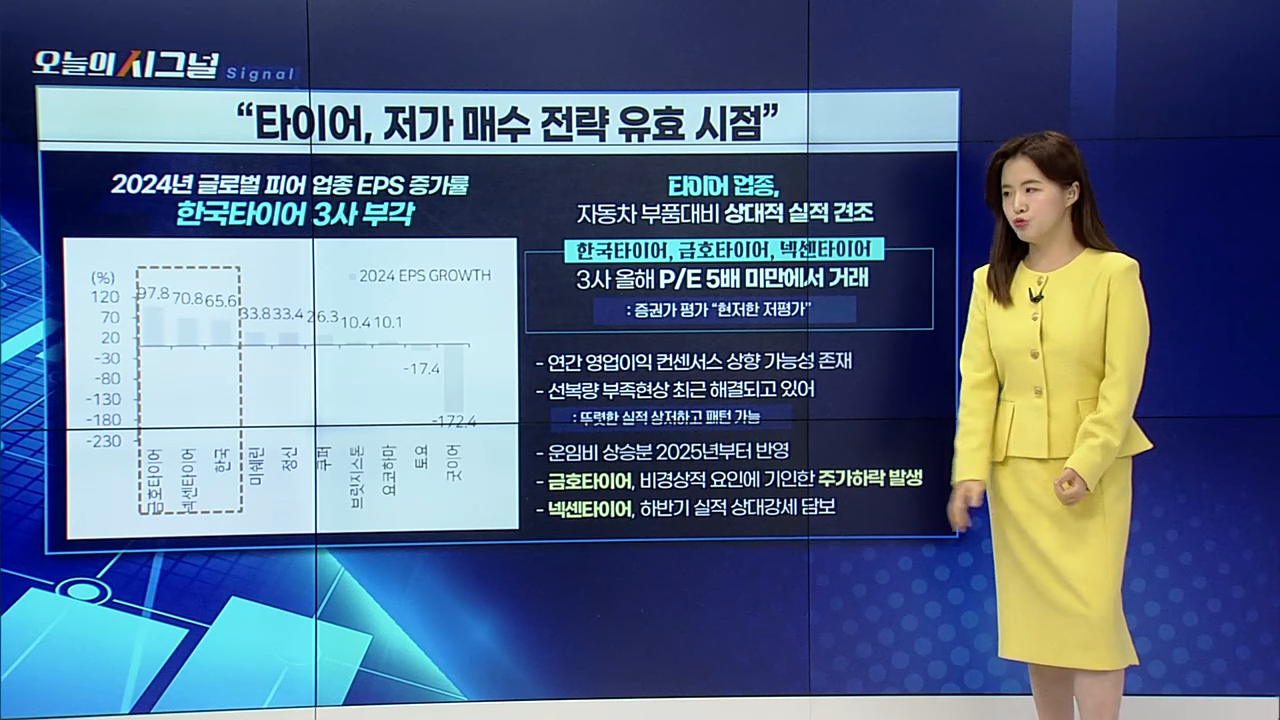 오늘의 시그널 Signal
“타이어, 저가 매수 전략 유효 시점”
2024년 글로벌 피어 업종 EPS 증가률
한국타이어 3사 부각
(%)
2024 EPS GROWTH
120
70
20
-30
-80
-130
-180
-230
97.8
70.8
65.6
33.8
33.4
26.3
10.4
10.1
-17.4
-172.4
금호타이어
넥센타이어
한국
미쉐린
정신
쿠퍼
브릿지스톤
요코하마
토요
굿이어
타이어 업종,
자동차 부품대비 상대적 실적 견조
한국타이어, 금호타이어, 넥센타이어
3사 올해 P/E 5배 미만에서 거래
: 증권가 평가 “현저한 저평가”
- 연간 영업이익 컨센서스 상향 가능성 존재
- 선복량 부족현상 최근 해결되고 있어
: 뚜렷한 실적 상저하고 패턴 가능
- 운임비 상승분 2025년부터 반영
- 금호타이어, 비경상적 요인에 기인한 주가하락 발생
- 넥센타이어, 하반기 실적 상대강세 담보